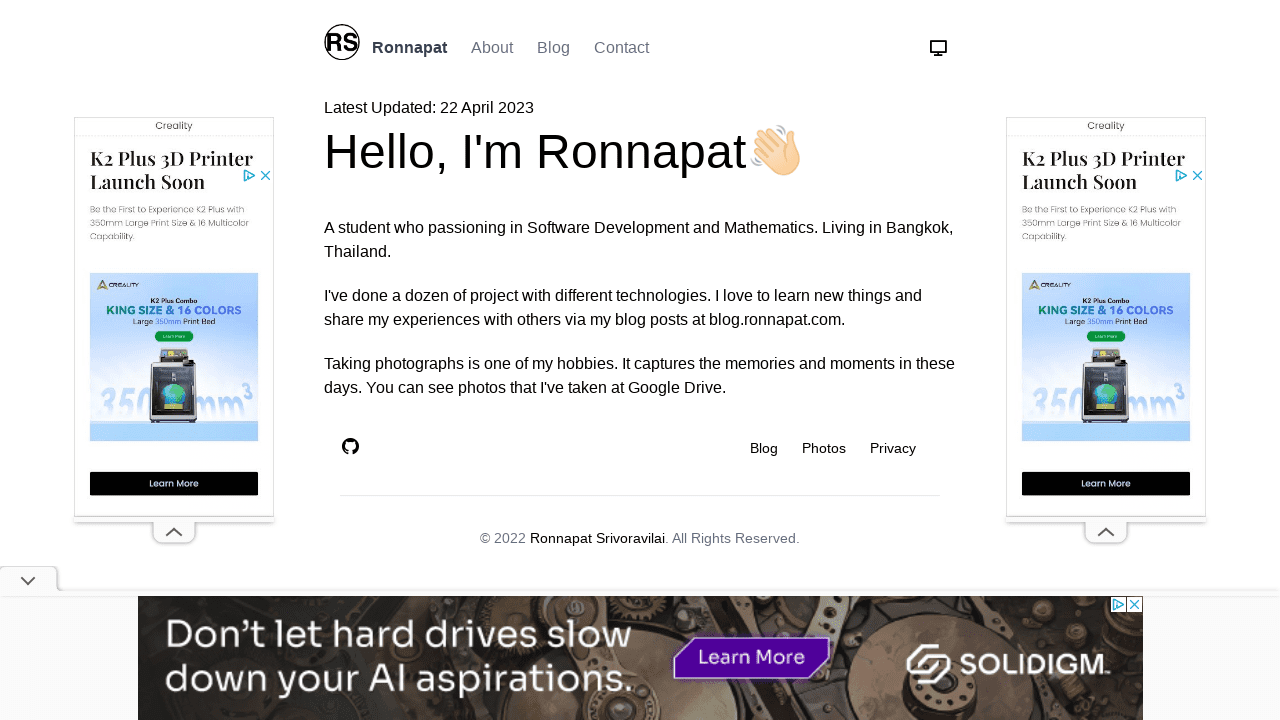 RS
Ronnapat
About
Blog
Contact
Latest Updated: 22 April 2023
Hello, I'm Ronnapat
A student who passioning in Software Development and Mathematics. Living in Bangkok,
Thailand.
I've done a dozen of project with different technologies. I love to learn new things and
share my experiences with others via my blog posts at blog.ronnapat.com.
Taking photographs is one of my hobbies. It captures the memories and moments in these
days. You can see photos that I've taken at Google Drive.
Blog
Photos
Privacy
© 2022 Ronnapat Srivoravilai. All Rights Reserved.
Creality
K2 Plus 3D Printer
Launch Soon
Be the First to Experience K2 Plus with
350mm Large Print Size & 16 Multicolor
Capability.
CREALITY
K2 Plus Combo
KING SIZE & 16 COLORS
Large 350mm Print Bed
Learn More
350mm³
Learn More
Creality
K2 Plus 3D Printer
Launch Soon
Be the First to Experience K2 Plus with
350mm Large Print Size & 16 Multicolor
Capability.
CREALITY
K2 Plus Combo
KING SIZE & 16 COLORS
Large 350mm Print Bed
Learn More
350mm³
Learn More
Don't let hard drives slow
down your AI aspirations.
Learn More
SOLIDIGM